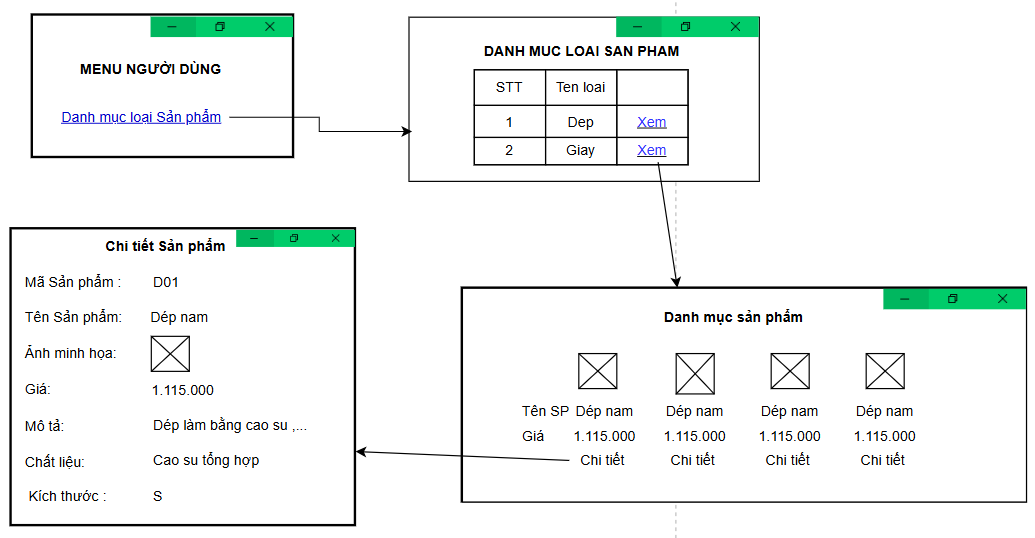 MENU NGƯỜI DÙNG
Danh mục loại Sản phẩm
DANH MUC LOAI SAN PHAM
STT Ten loai
1 Dep Xem
2 Giay Xem
Chi tiết Sản phẩm
Mã Sản phẩm : D01
Tên Sản phẩm: Dép nam
Ảnh minh họa:
Giá: 1.115.000
Mô tả: Dép làm bằng cao su ,...
Chất liệu: Cao su tổng hợp
Kích thước : S
Danh mục sản phẩm
Tên SP Dép nam Dép nam Dép nam Dép nam
Giá 1.115.000 1.115.000 1.115.000 1.115.000
Chi tiết Chi tiết Chi tiết Chi tiết